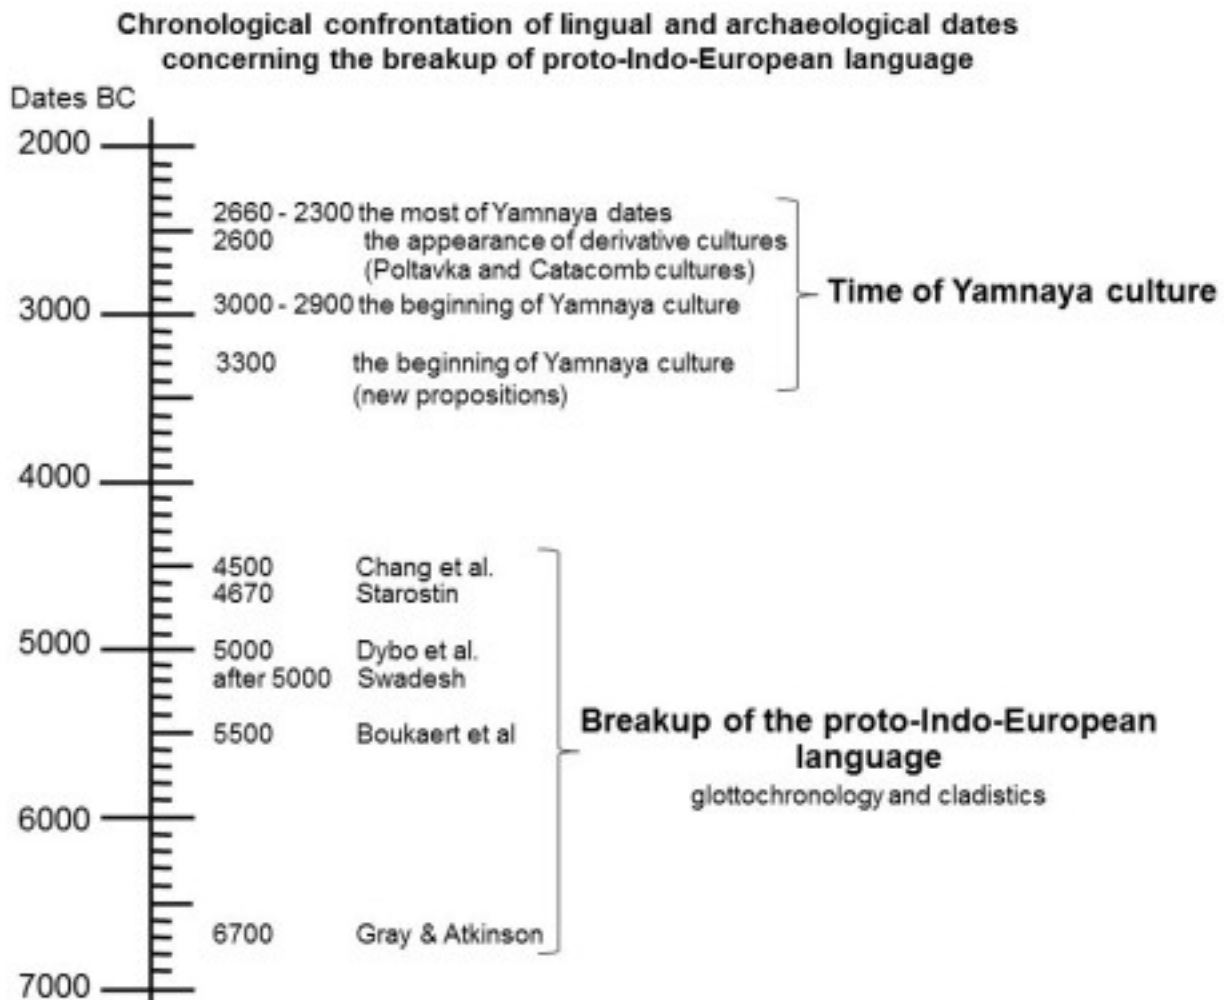 Chronological confrontation of lingual and archaeological dates
concerning the breakup of proto-Indo-European language
Dates BC
2000
2660 - 2300 the most of Yamnaya dates
2600 the appearance of derivative cultures
(Poltavka and Catacomb cultures)
Time of Yamnaya culture
3000
3000 - 2900 the beginning of Yamnaya culture
3300 the beginning of Yamnaya culture
(new propositions)
4000
4500 Chang et al.
4670 Starostin
5000
5000 Dybo et al.
after 5000 Swadesh
5500 Boukaert et al
Breakup of the proto-Indo-European
language
glottochronology and cladistics
6000
6700 Gray & Atkinson
7000